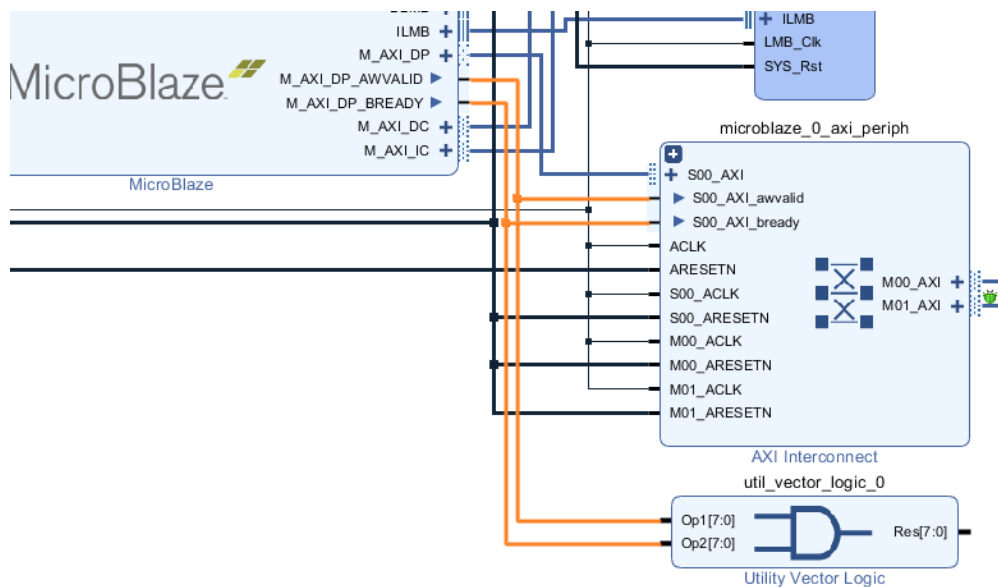 ILMB
M_AXI_DP
M_AXI_DP_AWVALID
M_AXI_DP_BREADY
M_AXI_DC
M_AXI_IC
MicroBlaze
MicroBlaze
ILMB
LMB_Clk
SYS_Rst
microblaze_0_axi_periph
S00_AXI
S00_AXI_awvalid
S00_AXI_bready
ACLK
ARESETN
S00_ACLK
S00_ARESETN
M00_ACLK
M00_ARESETN
M01_ACLK
M01_ARESETN
M00_AXI
M01_AXI
AXI Interconnect
util_vector_logic_0
Op1[7:0]
Op2[7:0]
Res[7:0]
Utility Vector Logic